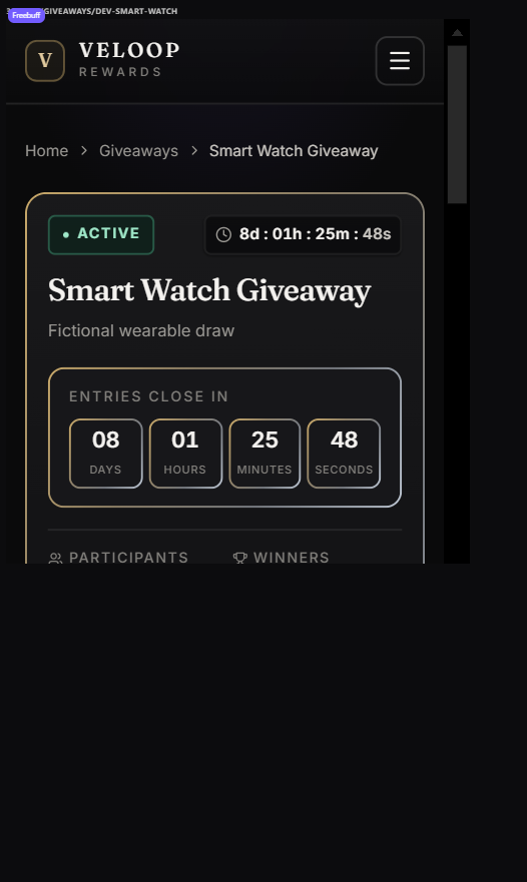 Freebuff
GIVEAWAYS/DEV-SMART-WATCH
V
VELOOP
REWARDS
Home > Giveaways > Smart Watch Giveaway
• ACTIVE
8d : 01h : 25m : 48s
Smart Watch Giveaway
Fictional wearable draw
ENTRIES CLOSE IN
08 01 25 48
DAYS HOURS MINUTES SECONDS
PARTICIPANTS WINNERS